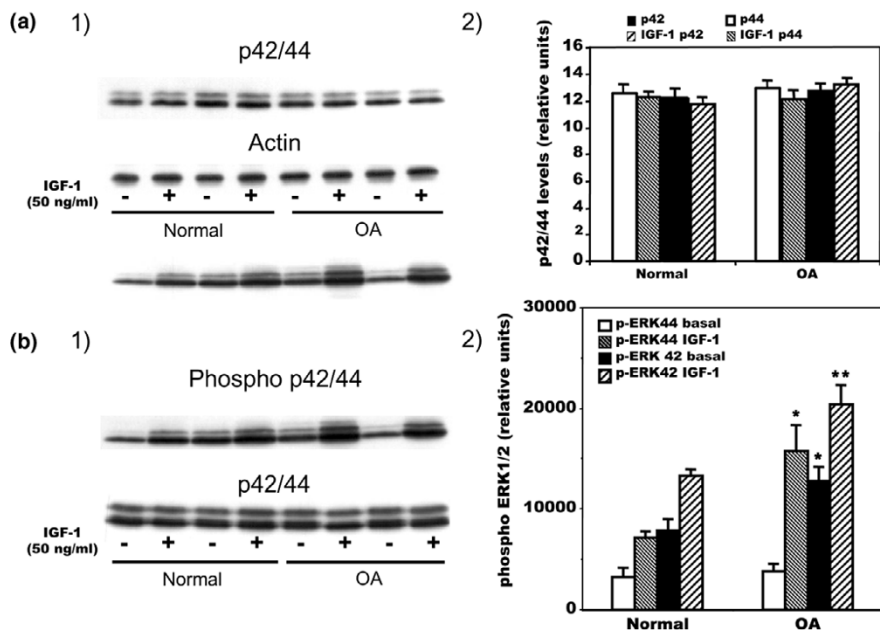 (a) 1)
p42/44
Actin
IGF-1
(50 ng/ml)
- + - + - + - +
Normal OA
2)
p42 p44
IGF-1 p42 IGF-1 p44
p42/44 levels (relative units)
16
14
12
10
8
6
4
2
0
Normal OA
(b) 1)
Phospho p42/44
p42/44
IGF-1
(50 ng/ml)
- + - + - + - +
Normal OA
2)
p-ERK44 basal
p-ERK44 IGF-1
p-ERK 42 basal
p-ERK42 IGF-1
phospho ERK1/2 (relative units)
30000
20000
10000
0
* * **
Normal OA